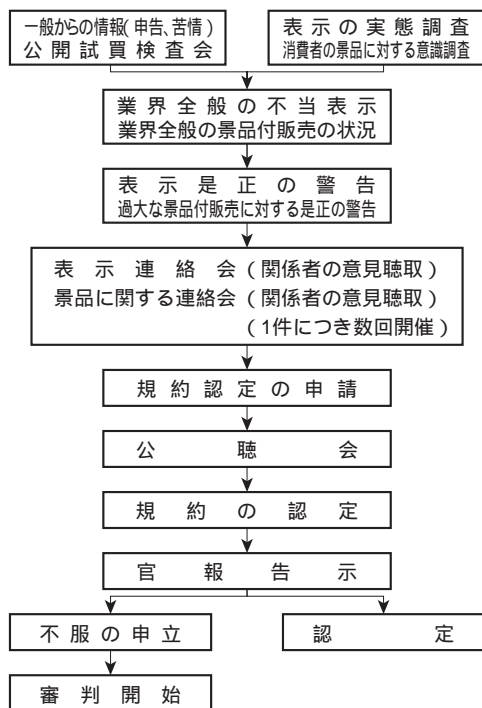 一般からの情報(申告、苦情)
公開試買検査会
表示の実態調査
消費者の景品に対する意識調査
業界全般の不当表示
業界全般の景品付販売の状況
表示是正の警告
過大な景品付販売に対する是正の警告
表示連絡会(関係者の意見聴取)
景品に関する連絡会(関係者の意見聴取)
(1件につき数回開催)
規約認定の申請
公聴会
規約の認定
官報告示
不服の申立
認定
審判開始